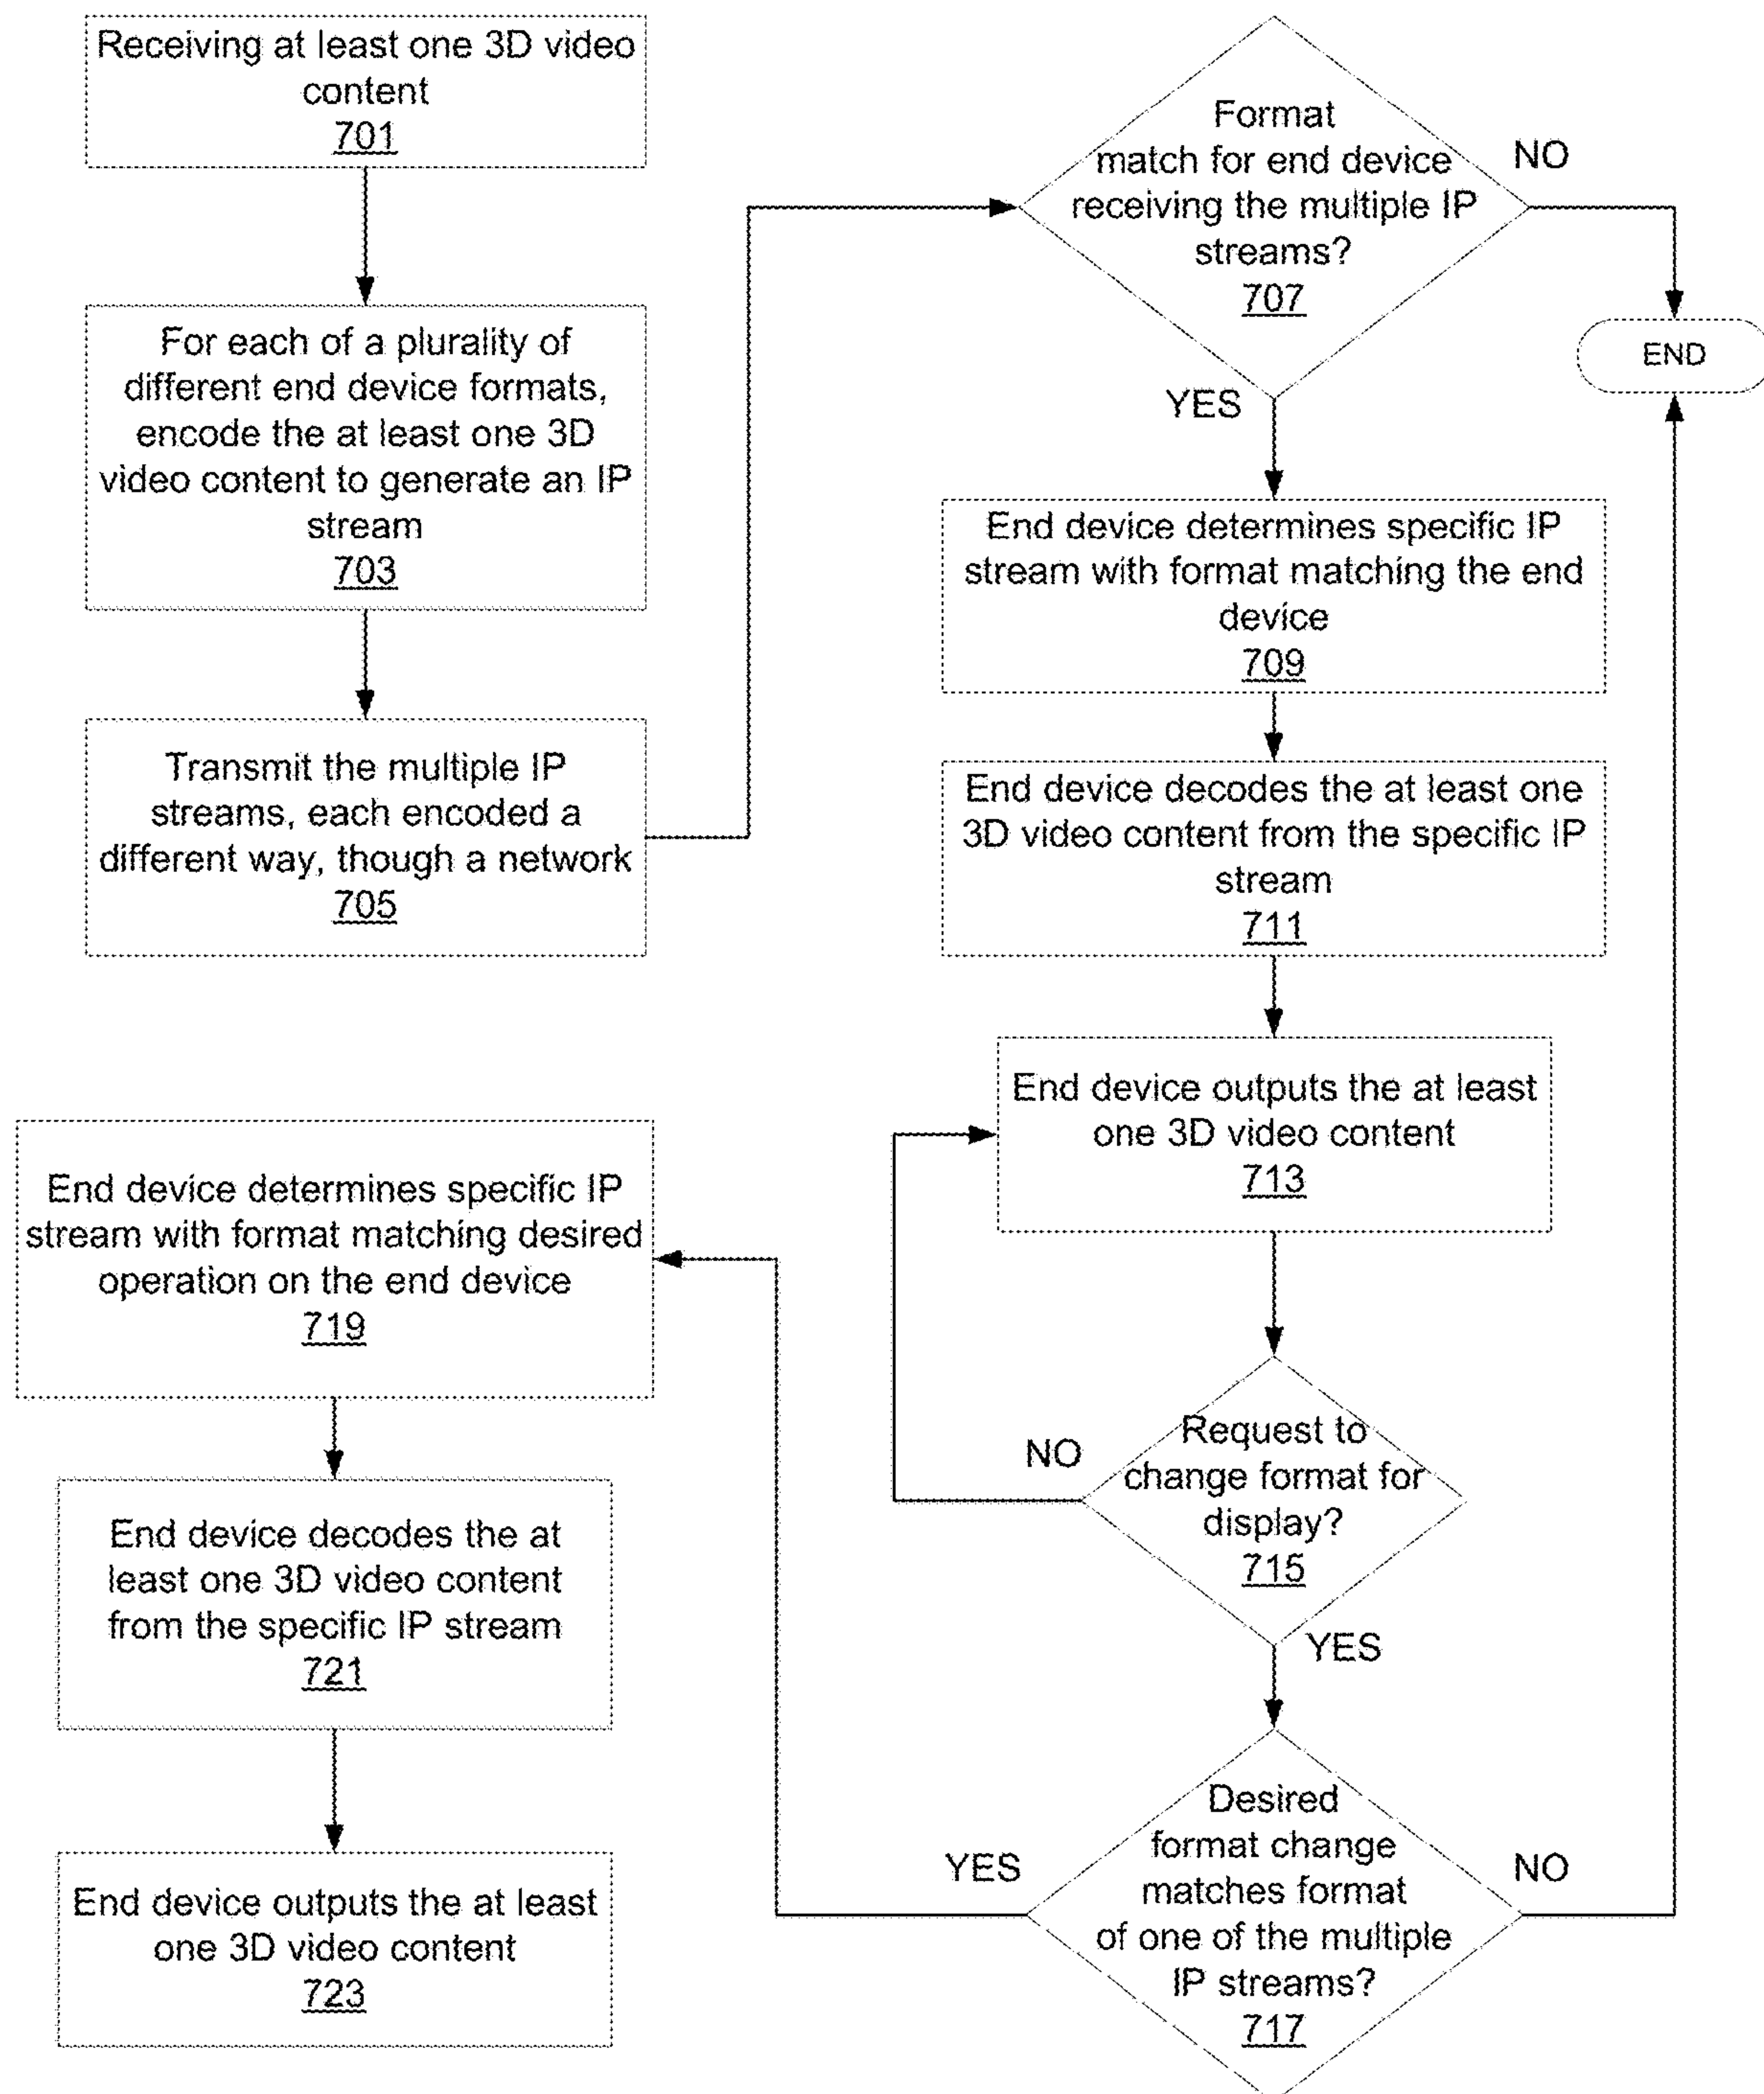 Receiving at least one 3D video
content
701
For each of a plurality of
different end device formats,
encode the at least one 3D
video content to generate an IP
stream
703
Transmit the multiple IP
streams, each encoded a
different way, though a network
705
Format
match for end device
receiving the multiple IP
streams?
707
NO
END
YES
End device determines specific IP
stream with format matching the end
device
709
End device decodes the at least one
3D video content from the specific IP
stream
711
End device outputs the at least
one 3D video content
713
Request to
change format for
display?
715
NO
YES
Desired
format change
matches format
of one of the multiple
IP streams?
717
YES
NO
End device determines specific IP
stream with format matching desired
operation on the end device
719
End device decodes the at
least one 3D video content
from the specific IP stream
721
End device outputs the at least
one 3D video content
723